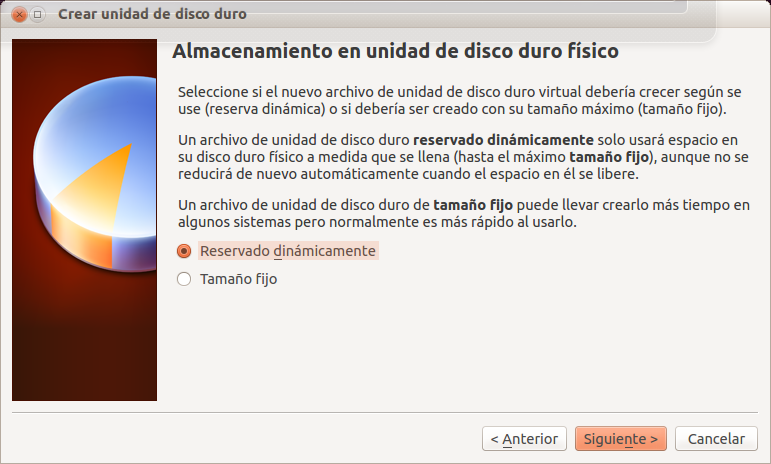 Crear unidad de disco duro
Almacenamiento en unidad de disco duro físico
Seleccione si el nuevo archivo de unidad de disco duro virtual debería crecer según se
use (reserva dinámica) o si debería ser creado con su tamaño máximo (tamaño fijo).
Un archivo de unidad de disco duro reservado dinámicamente solo usará espacio en
su disco duro físico a medida que se llena (hasta el máximo tamaño fijo), aunque no se
reducirá de nuevo automáticamente cuando el espacio en él se libere.
Un archivo de unidad de disco duro de tamaño fijo puede llevar crearlo más tiempo en
algunos sistemas pero normalmente es más rápido al usarlo.
Reservado dinámicamente
Tamaño fijo
< Anterior Siguiente > Cancelar